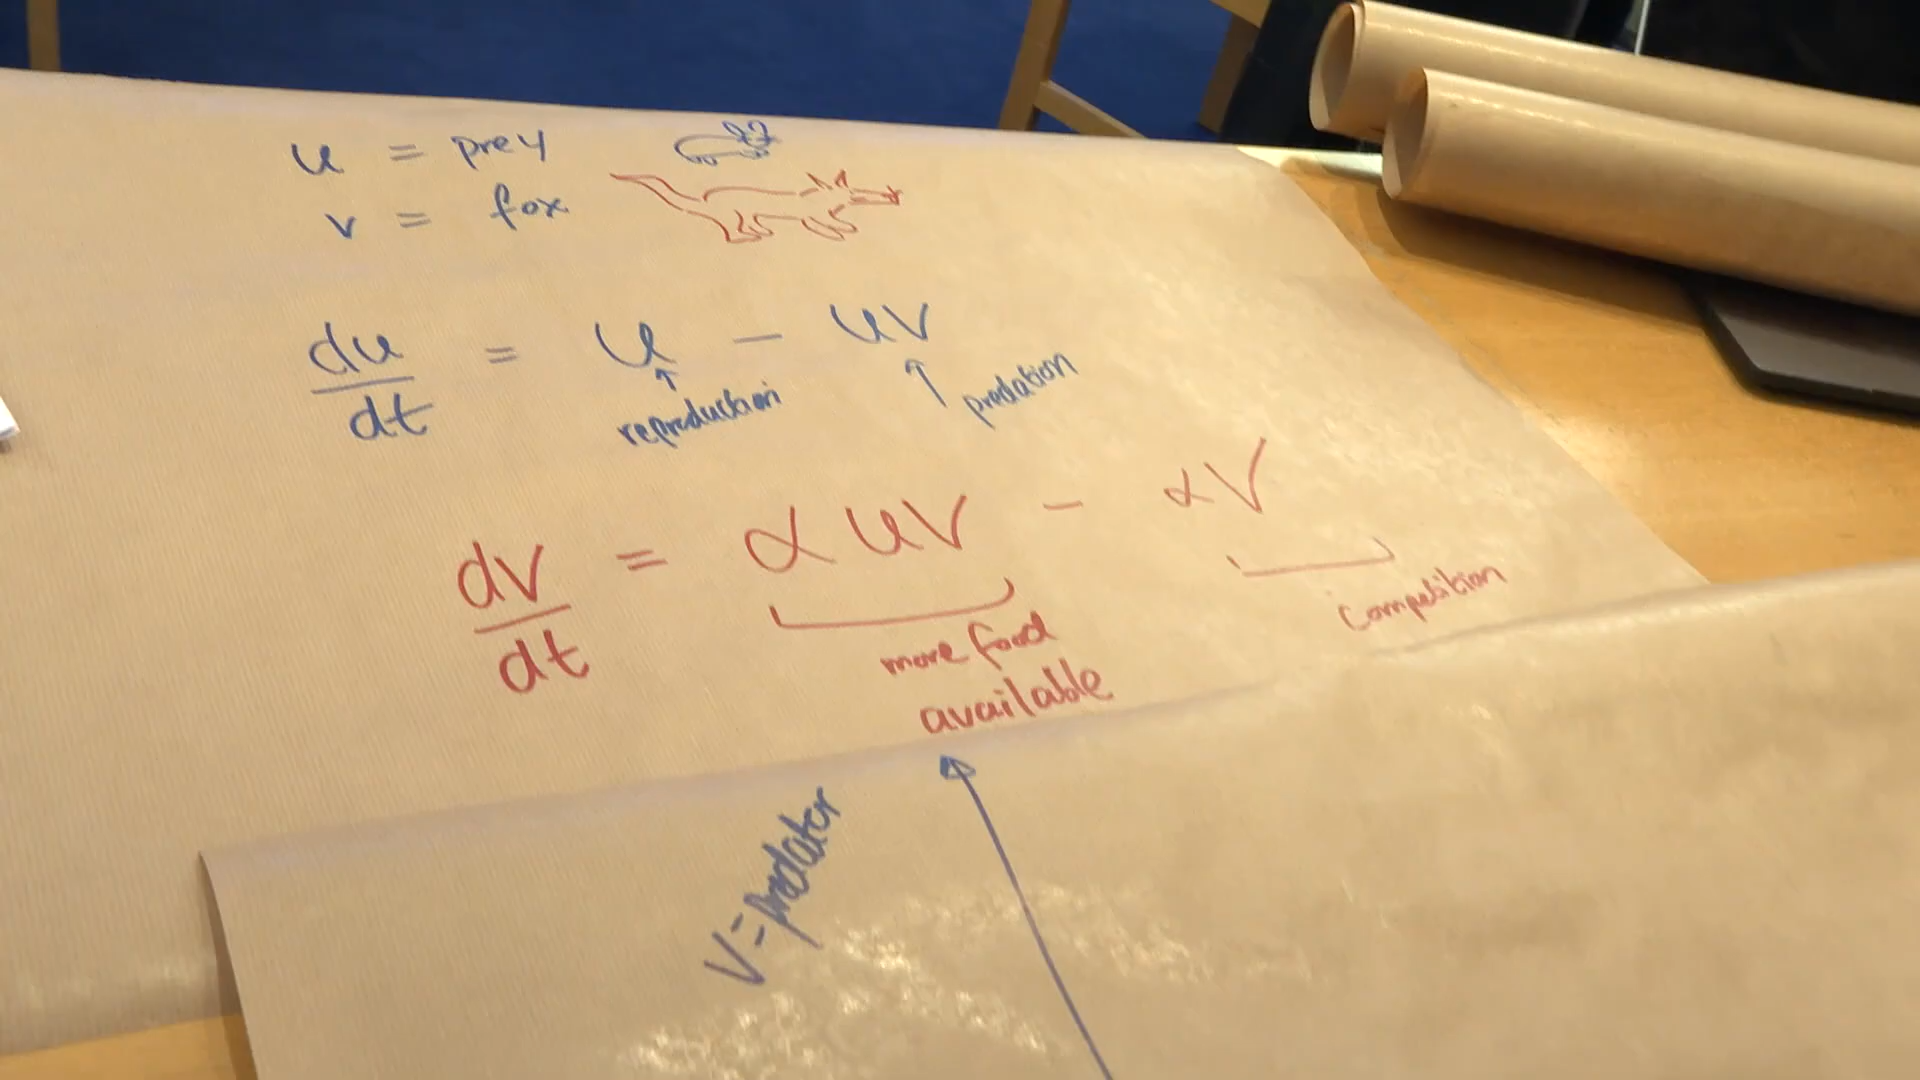 u = prey
v = fox
du/dt = u - uv
reproduction
predation
dv/dt = αuv - αv
more food
available
competition
V = predator